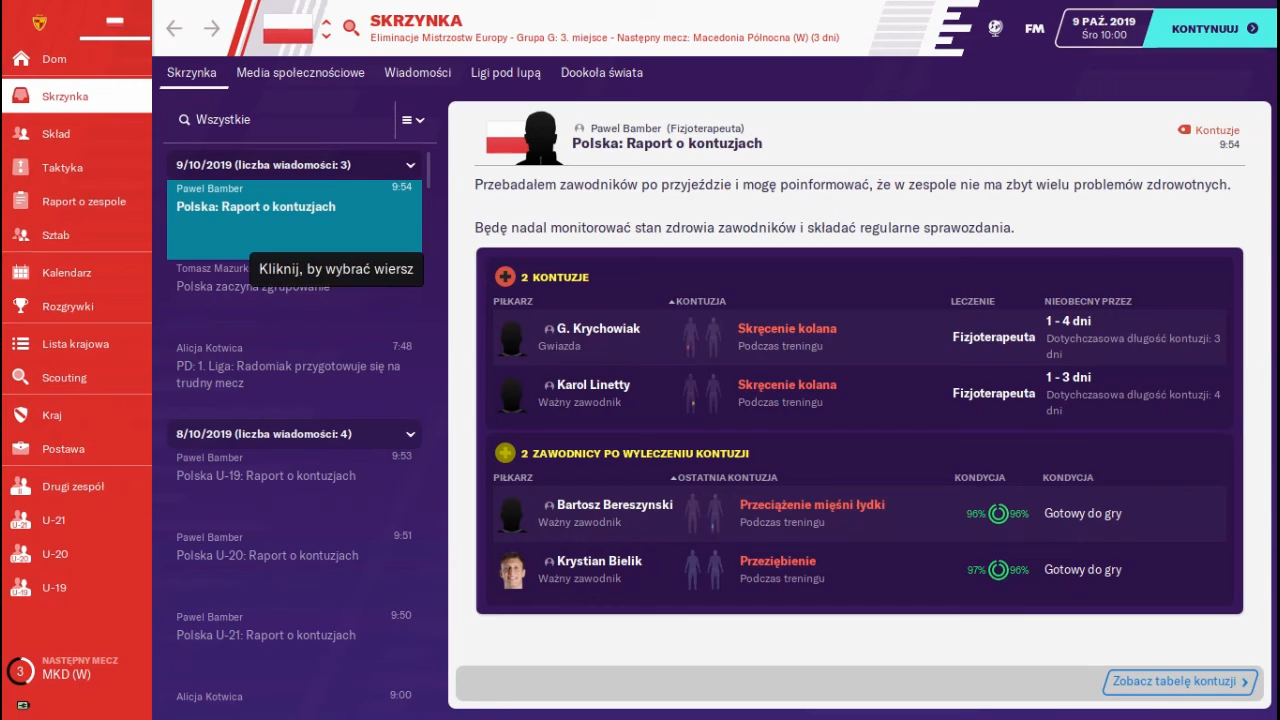 SKRZYNKA
Eliminacje Mistrzostw Europy - Grupa G: 3. miejsce - Następny mecz: Macedonia Północna (W) (3 dni)
FM
9 PAŹ. 2019
Śro 10:00
KONTYNUUJ
Dom
Skrzynka
Skład
Taktyka
Raport o zespole
Sztab
Kalendarz
Rozgrywki
Lista krajowa
Scouting
Kraj
Postawa
Drugi zespół
U-21
U-20
U-19
NASTĘPNY MECZ
3
MKD (W)
Skrzynka Media społecznościowe Wiadomości Ligi pod lupą Dookoła świata
Wszystkie
9/10/2019 (liczba wiadomości: 3)
Pawel Bamber 9:54
Polska: Raport o kontuzjach
Kliknij, by wybrać wiersz
Tomasz Mazurk
Polska zaczyna zgrupowanie
Alicja Kotwica 7:48
PD: 1. Liga: Radomiak przygotowuje się na
trudny mecz
8/10/2019 (liczba wiadomości: 4)
Pawel Bamber 9:53
Polska U-19: Raport o kontuzjach
Pawel Bamber 9:51
Polska U-20: Raport o kontuzjach
Pawel Bamber 9:50
Polska U-21: Raport o kontuzjach
Alicja Kotwica 9:00
Pawel Bamber (Fizjoterapeuta)
Polska: Raport o kontuzjach
Kontuzje
9:54
Przebadałem zawodników po przyjeździe i mogę poinformować, że w zespole nie ma zbyt wielu problemów zdrowotnych.
Będę nadal monitorować stan zdrowia zawodników i składać regularne sprawozdania.
2 KONTUZJE
PIŁKARZ KONTUZJA LECZENIE NIEOBECNY PRZEZ
G. Krychowiak
Gwiazda
Skręcenie kolana
Podczas treningu
Fizjoterapeuta
1 - 4 dni
Dotychczasowa długość kontuzji: 3
dni
Karol Linetty
Ważny zawodnik
Skręcenie kolana
Podczas treningu
Fizjoterapeuta
1 - 3 dni
Dotychczasowa długość kontuzji: 4
dni
2 ZAWODNICY PO WYLECZENIU KONTUZJI
PIŁKARZ OSTATNIA KONTUZJA KONDYCJA KONDYCJA
Bartosz Bereszynski
Ważny zawodnik
Przeciążenie mięśni łydki
Podczas treningu
96% 96%
Gotowy do gry
Krystian Bielik
Ważny zawodnik
Przeziębienie
Podczas treningu
97% 96%
Gotowy do gry
Zobacz tabelę kontuzji